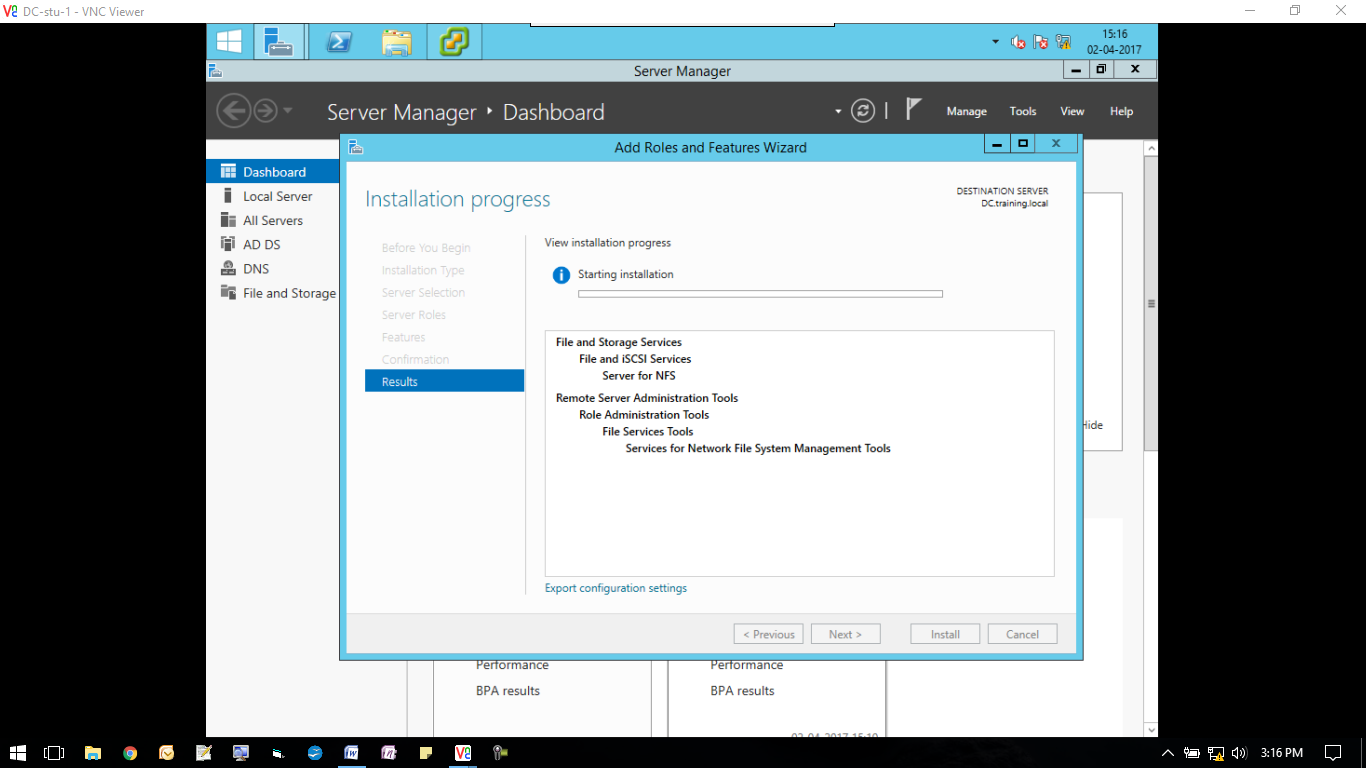 DC-stu-1 - VNC Viewer
15:16
02-04-2017
Server Manager
Server Manager Dashboard
Manage Tools View Help
Add Roles and Features Wizard
Dashboard
Local Server
All Servers
AD DS
DNS
File and Storage
Installation progress
DESTINATION SERVER
DC.training.local
Before You Begin
Installation Type
Server Selection
Server Roles
Features
Confirmation
Results
View installation progress
Starting installation
File and Storage Services
File and iSCSI Services
Server for NFS
Remote Server Administration Tools
Role Administration Tools
File Services Tools
Services for Network File System Management Tools
Export configuration settings
< Previous Next > Install Cancel
Hide
Performance Performance
BPA results BPA results
02-04-2017 15:10
3:16 PM